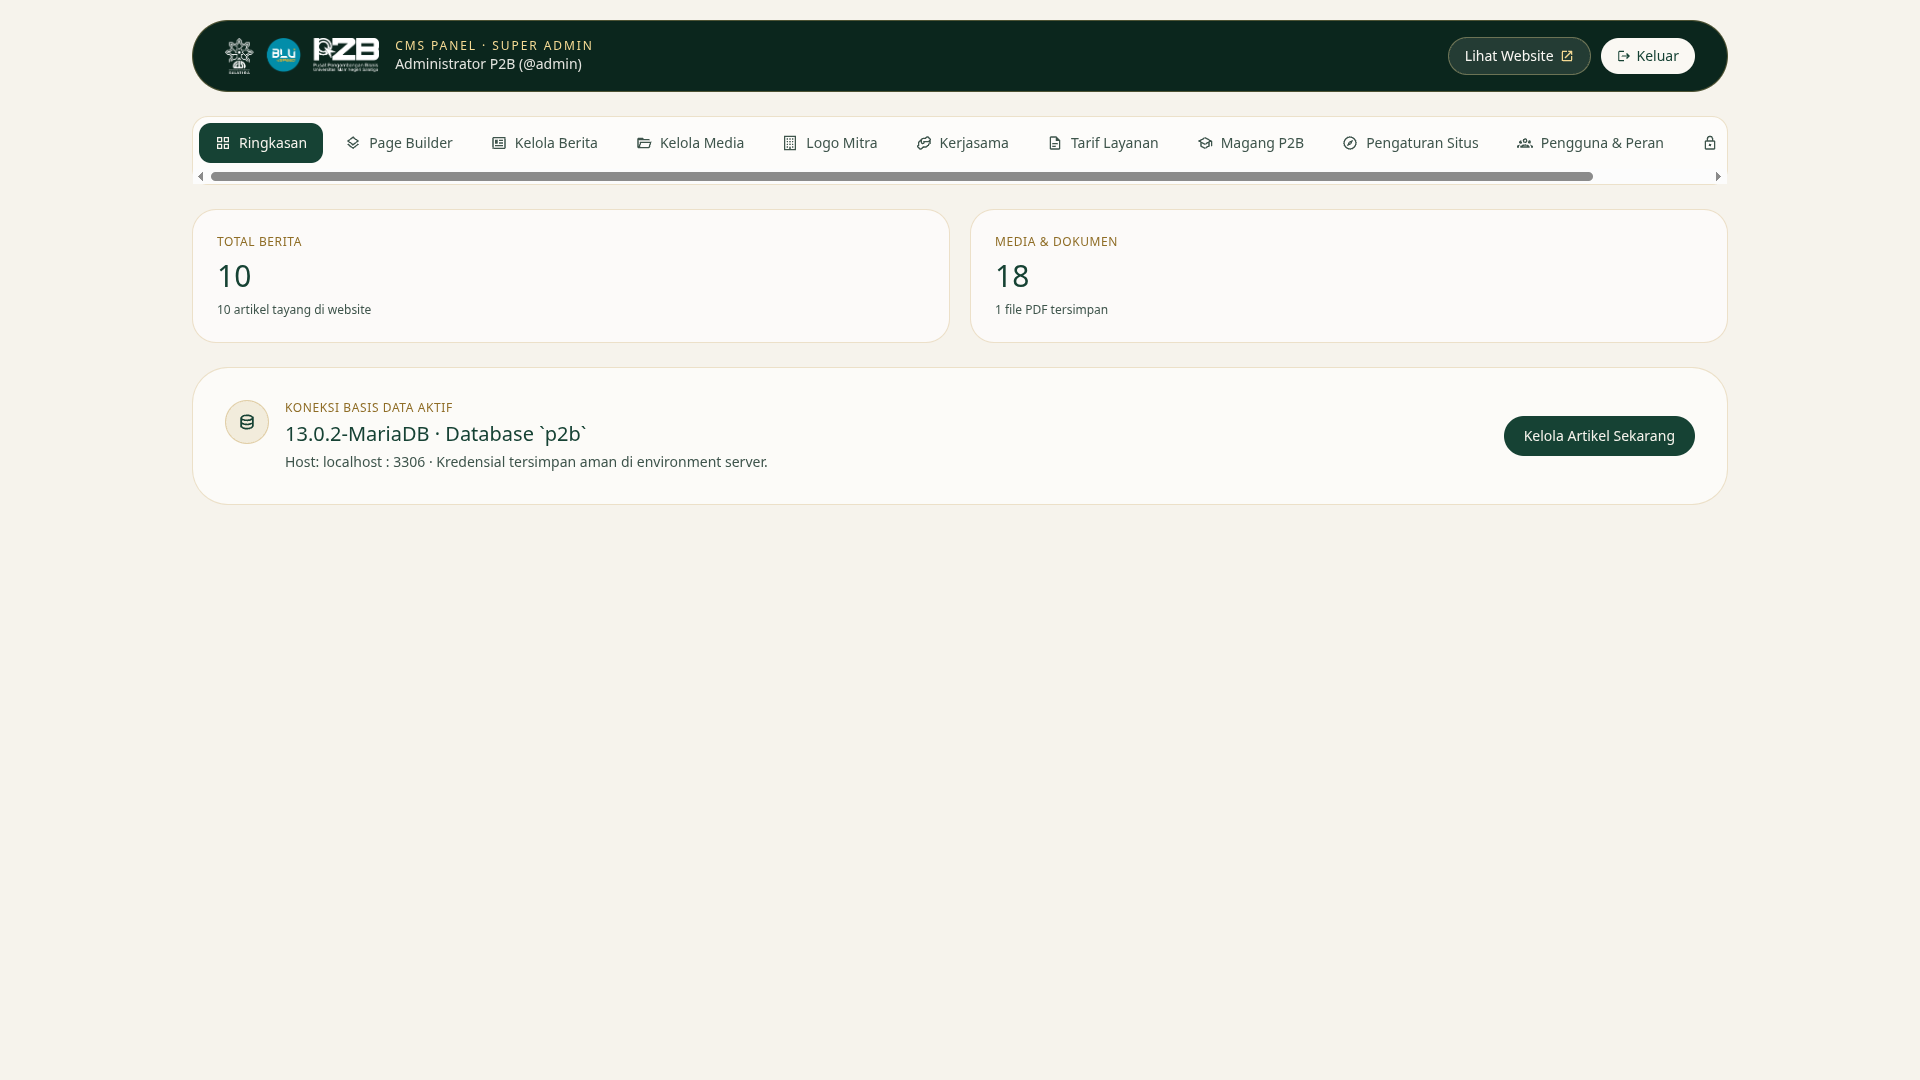 BLU
P2B
CMS PANEL · SUPER ADMIN
Administrator P2B (@admin)
Lihat Website
Keluar
Ringkasan
Page Builder
Kelola Berita
Kelola Media
Logo Mitra
Kerjasama
Tarif Layanan
Magang P2B
Pengaturan Situs
Pengguna & Peran
TOTAL BERITA
10
10 artikel tayang di website
MEDIA & DOKUMEN
18
1 file PDF tersimpan
KONEKSI BASIS DATA AKTIF
13.0.2-MariaDB · Database `p2b`
Host: localhost : 3306 · Kredensial tersimpan aman di environment server.
Kelola Artikel Sekarang